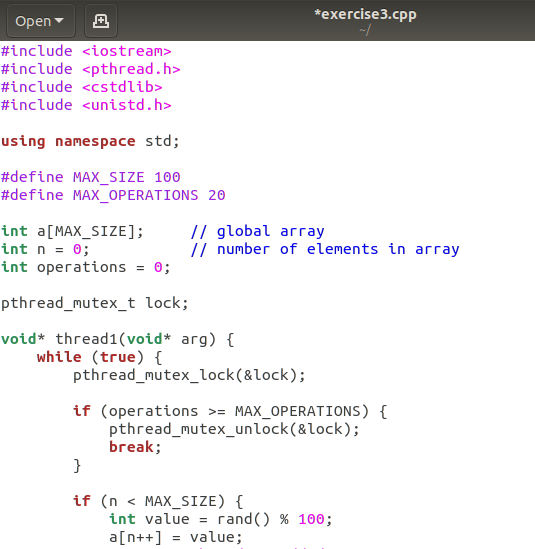 Open
*exercise3.cpp
~/
#include <iostream>
#include <pthread.h>
#include <cstdlib>
#include <unistd.h>
using namespace std;
#define MAX_SIZE 100
#define MAX_OPERATIONS 20
int a[MAX_SIZE];     // global array
int n = 0;           // number of elements in array
int operations = 0;
pthread_mutex_t lock;
void* thread1(void* arg) {
    while (true) {
        pthread_mutex_lock(&lock);
        if (operations >= MAX_OPERATIONS) {
            pthread_mutex_unlock(&lock);
            break;
        }
        if (n < MAX_SIZE) {
            int value = rand() % 100;
            a[n++] = value;